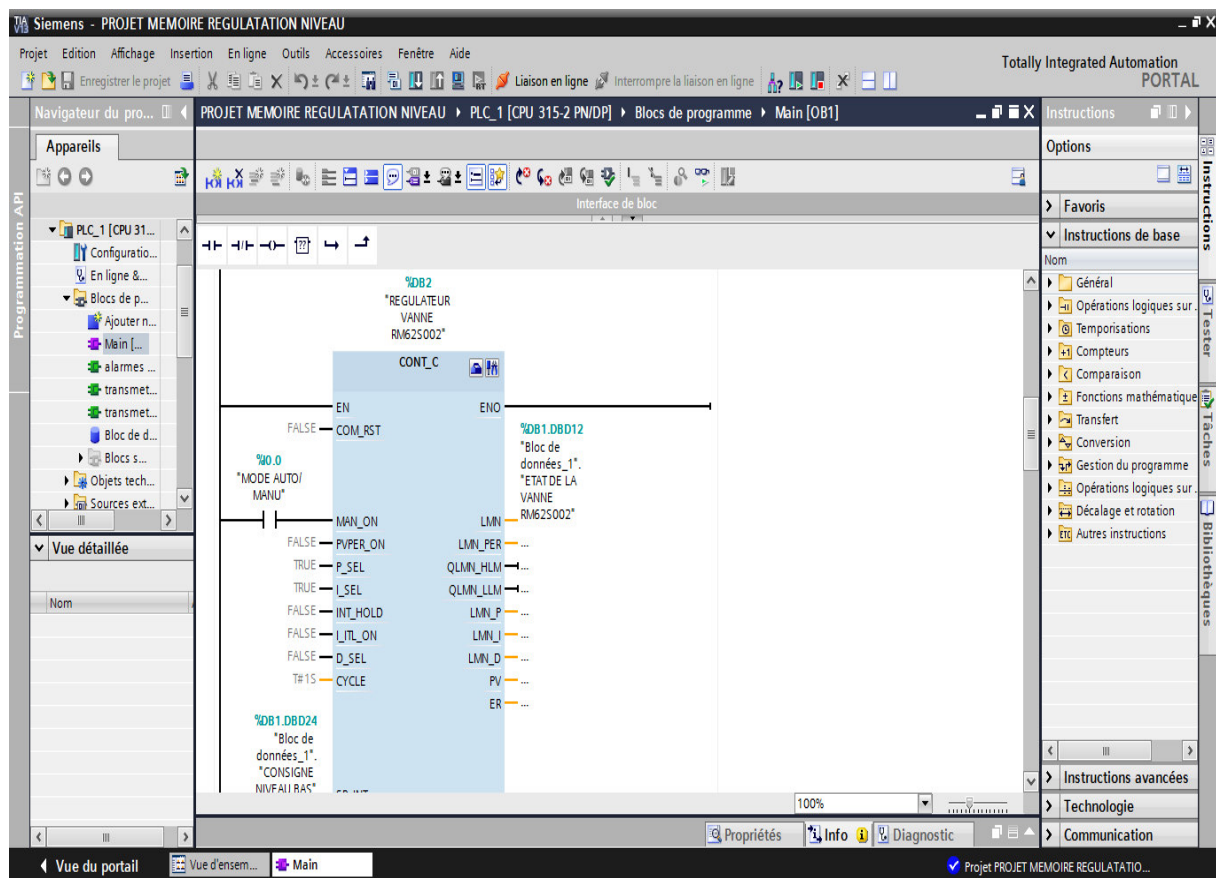 Siemens - PROJET MEMOIRE REGULATATION NIVEAU
Projet Edition Affichage Insertion En ligne Outils Accessoires Fenêtre Aide
Totally Integrated Automation
PORTAL
Enregistrer le projet
Liaison en ligne
Interrompre la liaison en ligne
Navigateur du pro...
PROJET MEMOIRE REGULATATION NIVEAU PLC_1 [CPU 315-2 PN/DP] Blocs de programme Main [OB1]
Instructions
Appareils
Options
Programmation API
Interface de bloc
PLC_1 [CPU 31...
Configuratio...
En ligne &...
Blocs de p...
Ajouter n...
Main [...
alarmes ...
transmet...
transmet...
Bloc de d...
Blocs s...
Objets tech...
Sources ext...
Vue détaillée
Nom
??
%DB2
"REGULATEUR
VANNE
RM62S002"
CONT_C
EN ENO
FALSE COM_RST
%DB1.DBD12
"Bloc de
données_1".
"ETAT DE LA
VANNE
RM62S002"
%I0.0
"MODE AUTO/
MANU"
MAN_ON LMN
FALSE PVPER_ON LMN_PER ...
TRUE P_SEL QLMN_HLM ...
TRUE I_SEL QLMN_LLM ...
FALSE INT_HOLD LMN_P ...
FALSE I_ITL_ON LMN_I ...
FALSE D_SEL LMN_D ...
T#1S CYCLE PV ...
ER ...
%DB1.DBD24
"Bloc de
données_1".
"CONSIGNE
NIVEAU BAS"
100%
Favoris
Instructions de base
Nom
Général
Opérations logiques sur .
Temporisations
Compteurs
Comparaison
Fonctions mathématique
Transfert
Conversion
Gestion du programme
Opérations logiques sur .
Décalage et rotation
Autres instructions
Instructions avancées
Technologie
Communication
Instructions
Tester
Tâches
Bibliothèques
Propriétés
Info
Diagnostic
Vue du portail
Vue d'ensem...
Main
Projet PROJET MEMOIRE REGULATATIO...